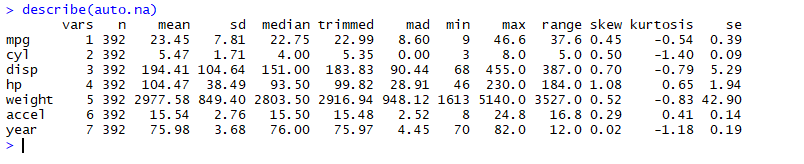 > describe(auto.na)
vars n mean sd median trimmed mad min max range skew kurtosis se
mpg 1 392 23.45 7.81 22.75 22.99 8.60 9 46.6 37.6 0.45 -0.54 0.39
cyl 2 392 5.47 1.71 4.00 5.35 0.00 3 8.0 5.0 0.50 -1.40 0.09
disp 3 392 194.41 104.64 151.00 183.83 90.44 68 455.0 387.0 0.70 -0.79 5.29
hp 4 392 104.47 38.49 93.50 99.82 28.91 46 230.0 184.0 1.08 0.65 1.94
weight 5 392 2977.58 849.40 2803.50 2916.94 948.12 1613 5140.0 3527.0 0.52 -0.83 42.90
accel 6 392 15.54 2.76 15.50 15.48 2.52 8 24.8 16.8 0.29 0.41 0.14
year 7 392 75.98 3.68 76.00 75.97 4.45 70 82.0 12.0 0.02 -1.18 0.19
>